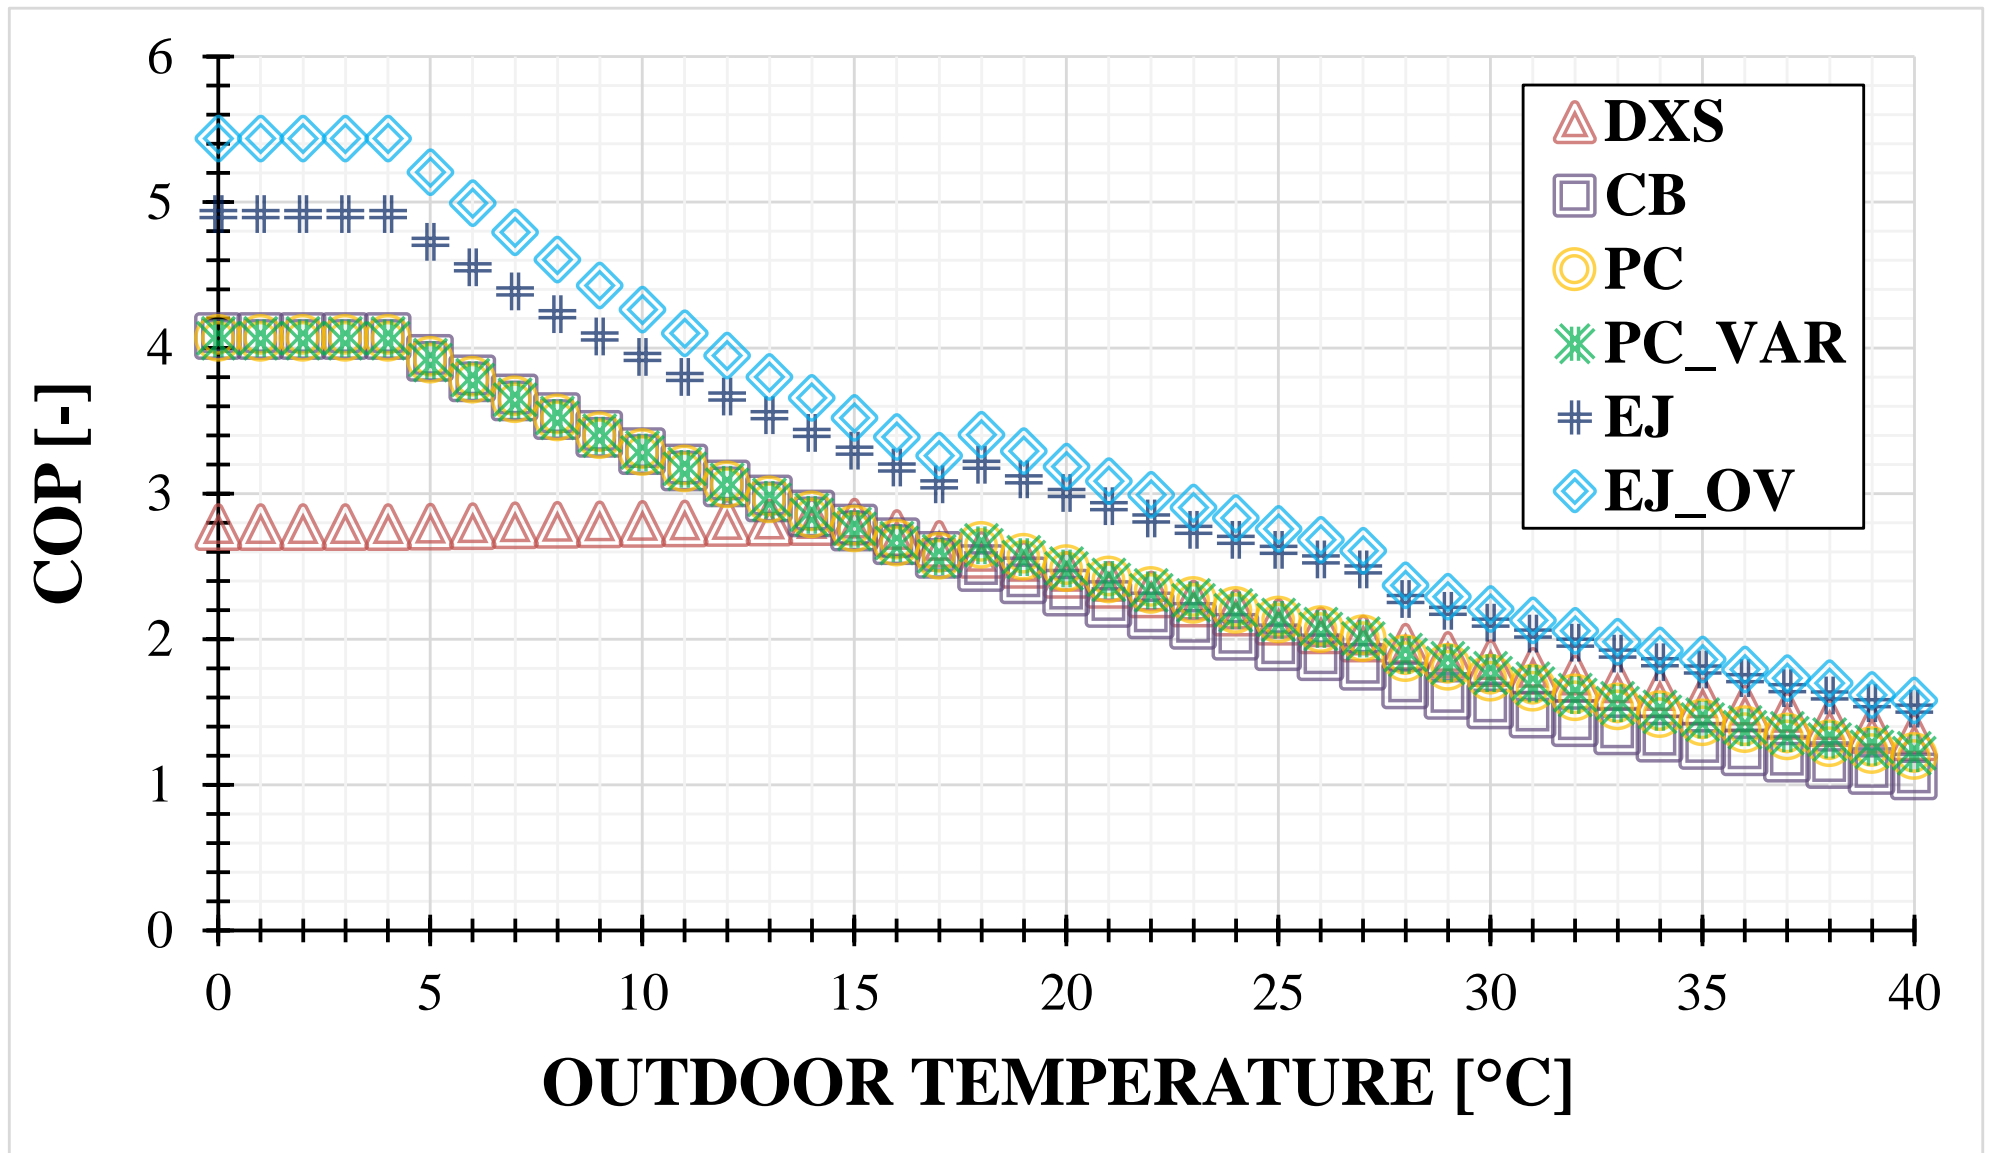 6
5
4
3
2
1
0
COP [-]
0 5 10 15 20 25 30 35 40
OUTDOOR TEMPERATURE [°C]
DXS
CB
PC
PC_VAR
EJ
EJ_OV